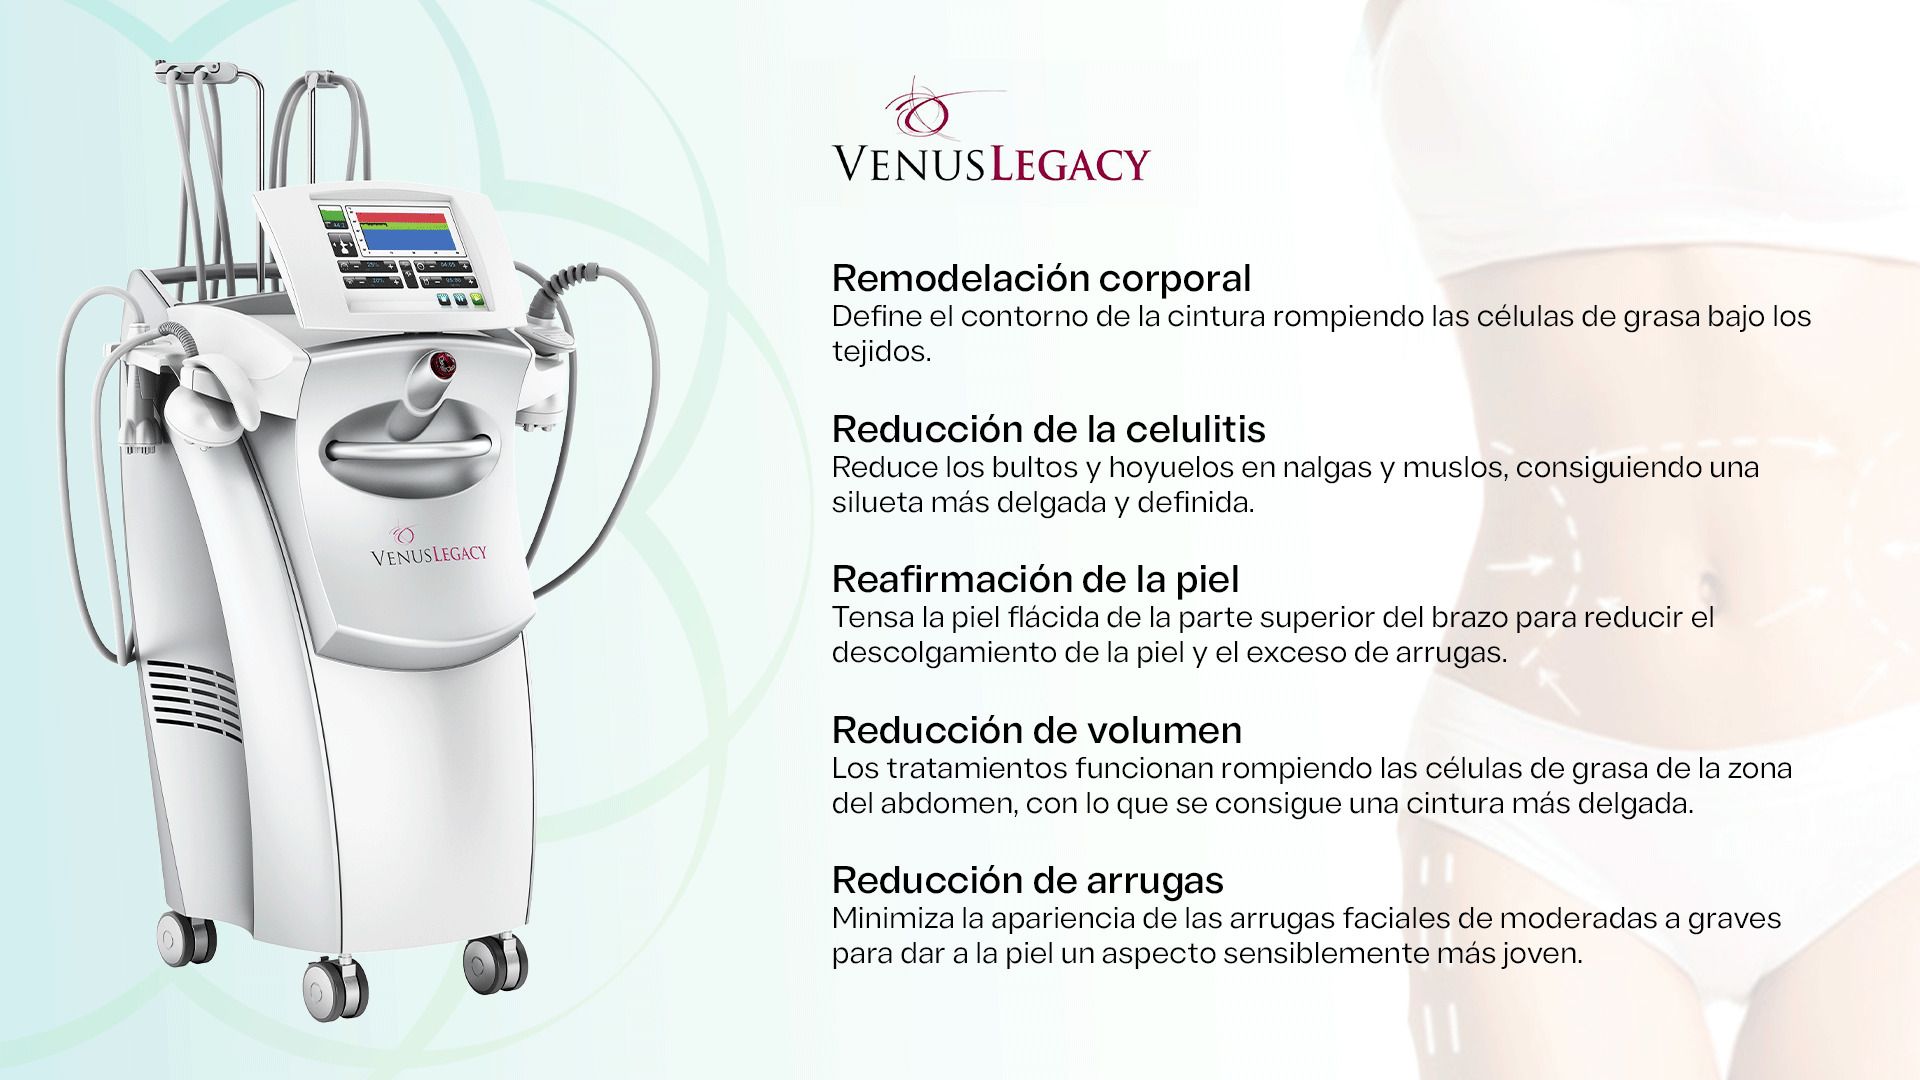 VENUSLEGACY
Remodelación corporal
Define el contorno de la cintura rompiendo las células de grasa bajo los
tejidos.
Reducción de la celulitis
Reduce los bultos y hoyuelos en nalgas y muslos, consiguiendo una
silueta más delgada y definida.
Reafirmación de la piel
Tensa la piel flácida de la parte superior del brazo para reducir el
descolgamiento de la piel y el exceso de arrugas.
Reducción de volumen
Los tratamientos funcionan rompiendo las células de grasa de la zona
del abdomen, con lo que se consigue una cintura más delgada.
Reducción de arrugas
Minimiza la apariencia de las arrugas faciales de moderadas a graves
para dar a la piel un aspecto sensiblemente más joven.
VENUSLEGACY